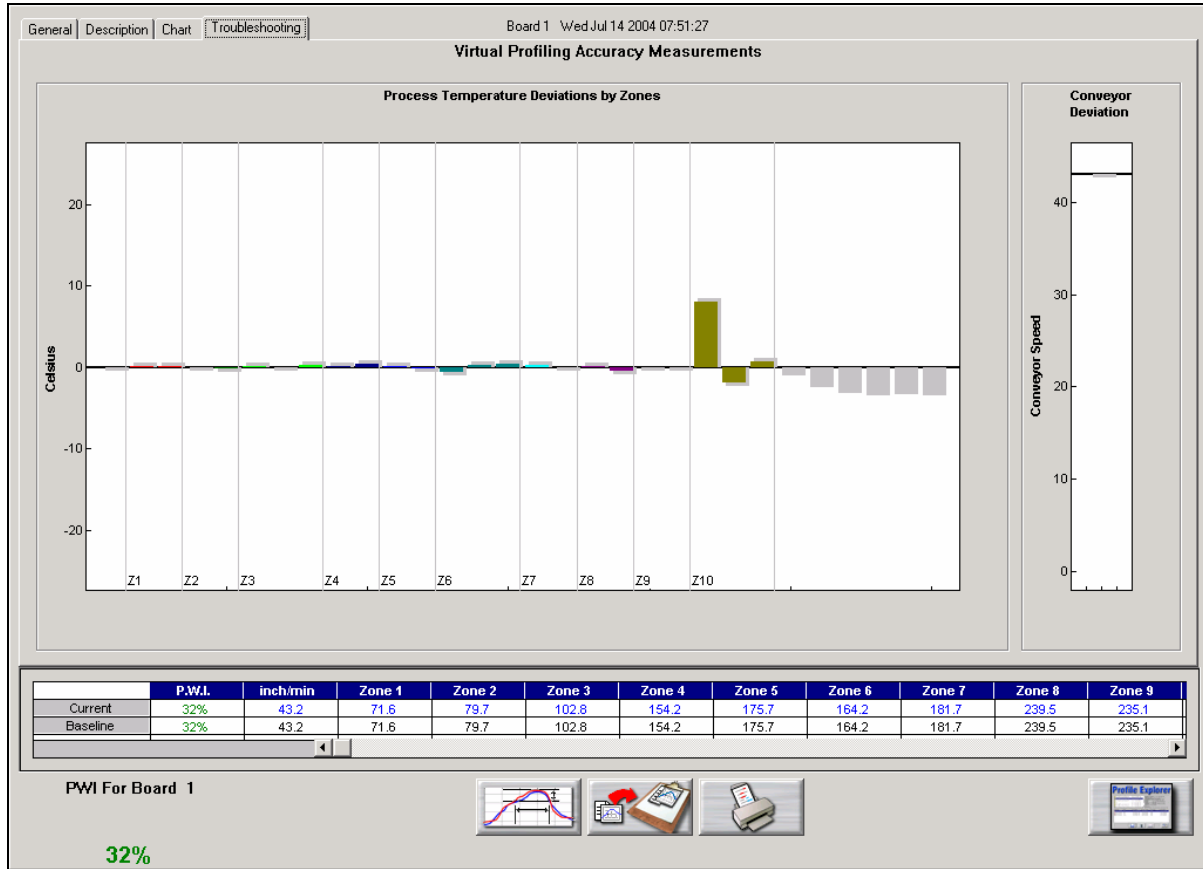 General Description Chart Troubleshooting
Board 1 Wed Jul 14 2004 07:51:27
Virtual Profiling Accuracy Measurements
Process Temperature Deviations by Zones
Celsius
20
10
0
-10
-20
Z1 Z2 Z3 Z4 Z5 Z6 Z7 Z8 Z9 Z10
Conveyor
Deviation
Conveyor Speed
40
30
20
10
0
P.W.I. inch/min Zone 1 Zone 2 Zone 3 Zone 4 Zone 5 Zone 6 Zone 7 Zone 8 Zone 9
Current 32% 43.2 71.6 79.7 102.8 154.2 175.7 164.2 181.7 239.5 235.1
Baseline 32% 43.2 71.6 79.7 102.8 154.2 175.7 164.2 181.7 239.5 235.1
PWI For Board 1
32%
Profile Explorer